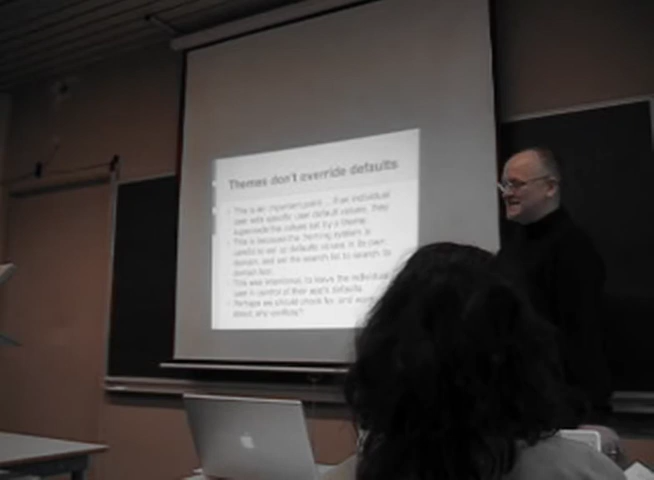 Themes don't override defaults
This is an important point ... if an individual
user sets specific user default values, they
supersede the values set by a theme.
This is because the theming system is
careful to set up defaults values in its own
domain, and set the search list to search its
domain last.
This was intentional, to leave the individual
user in control of their app's defaults.
Perhaps we should check for and warn
about any conflicts?